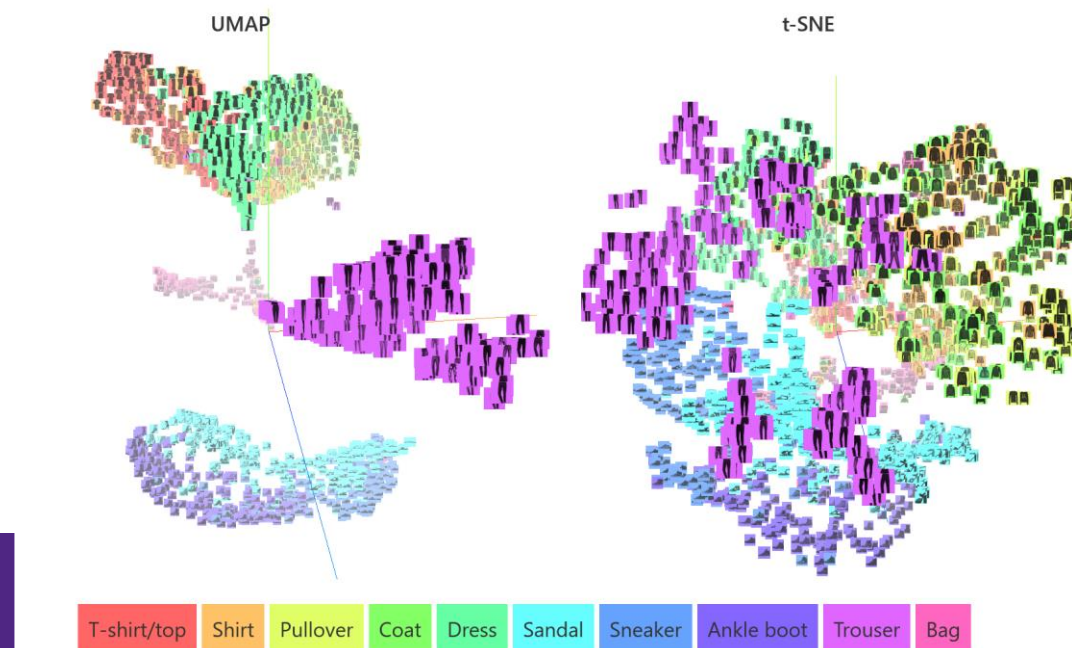 UMAP
t-SNE
T-shirt/top
Shirt
Pullover
Coat
Dress
Sandal
Sneaker
Ankle boot
Trouser
Bag